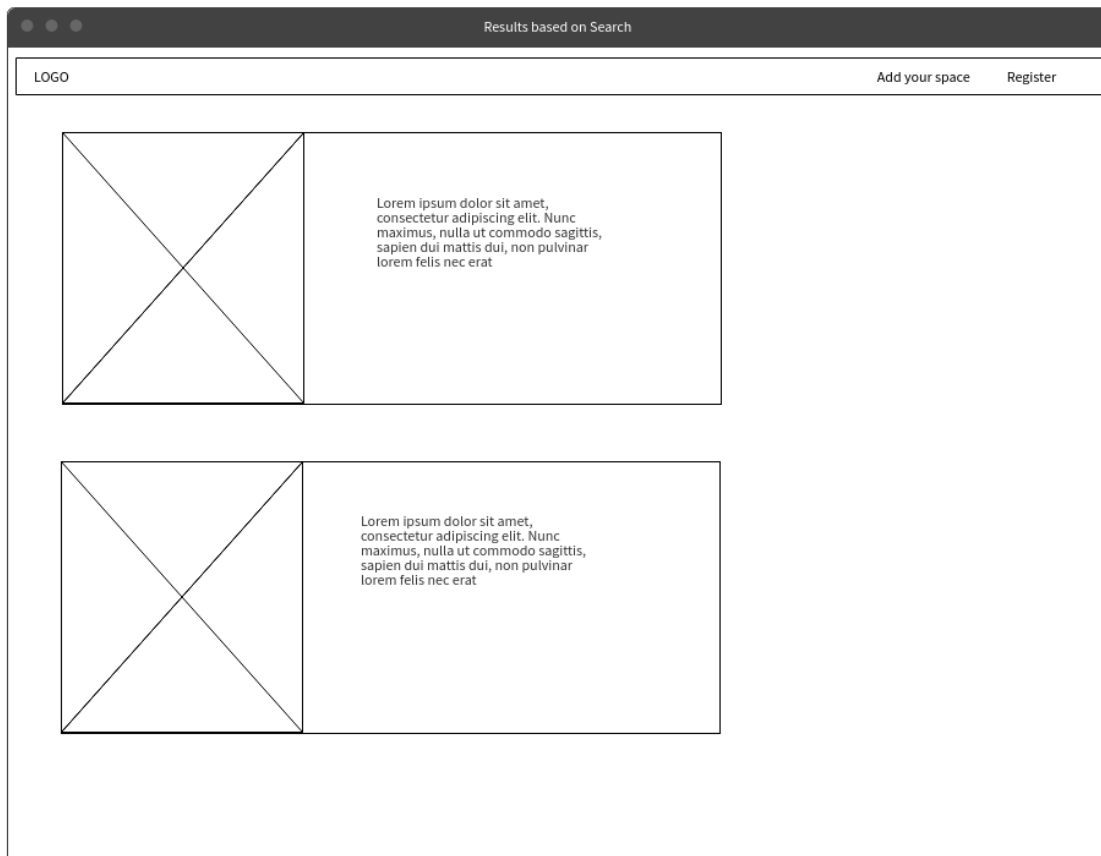 Results based on Search
LOGO
Add your space
Register
Lorem ipsum dolor sit amet,
consectetur adipiscing elit. Nunc
maximus, nulla ut commodo sagittis,
sapien dui mattis dui, non pulvinar
lorem felis nec erat
Lorem ipsum dolor sit amet,
consectetur adipiscing elit. Nunc
maximus, nulla ut commodo sagittis,
sapien dui mattis dui, non pulvinar
lorem felis nec erat